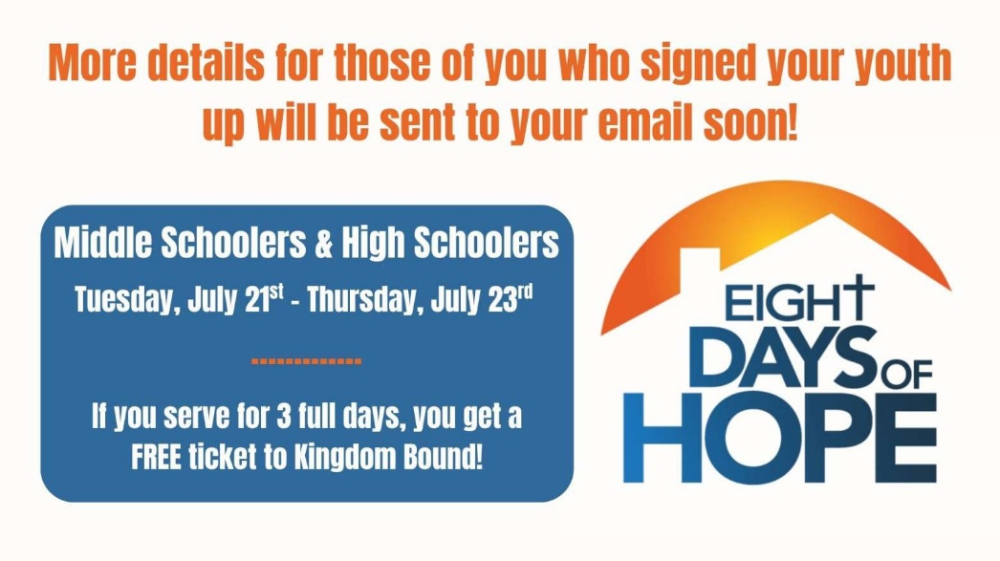 More details for those of you who signed your youth
up will be sent to your email soon!
Middle Schoolers & High Schoolers
Tuesday, July 21st - Thursday, July 23rd
-------------
If you serve for 3 full days, you get a
FREE ticket to Kingdom Bound!
EIGHT
DAYS OF
HOPE